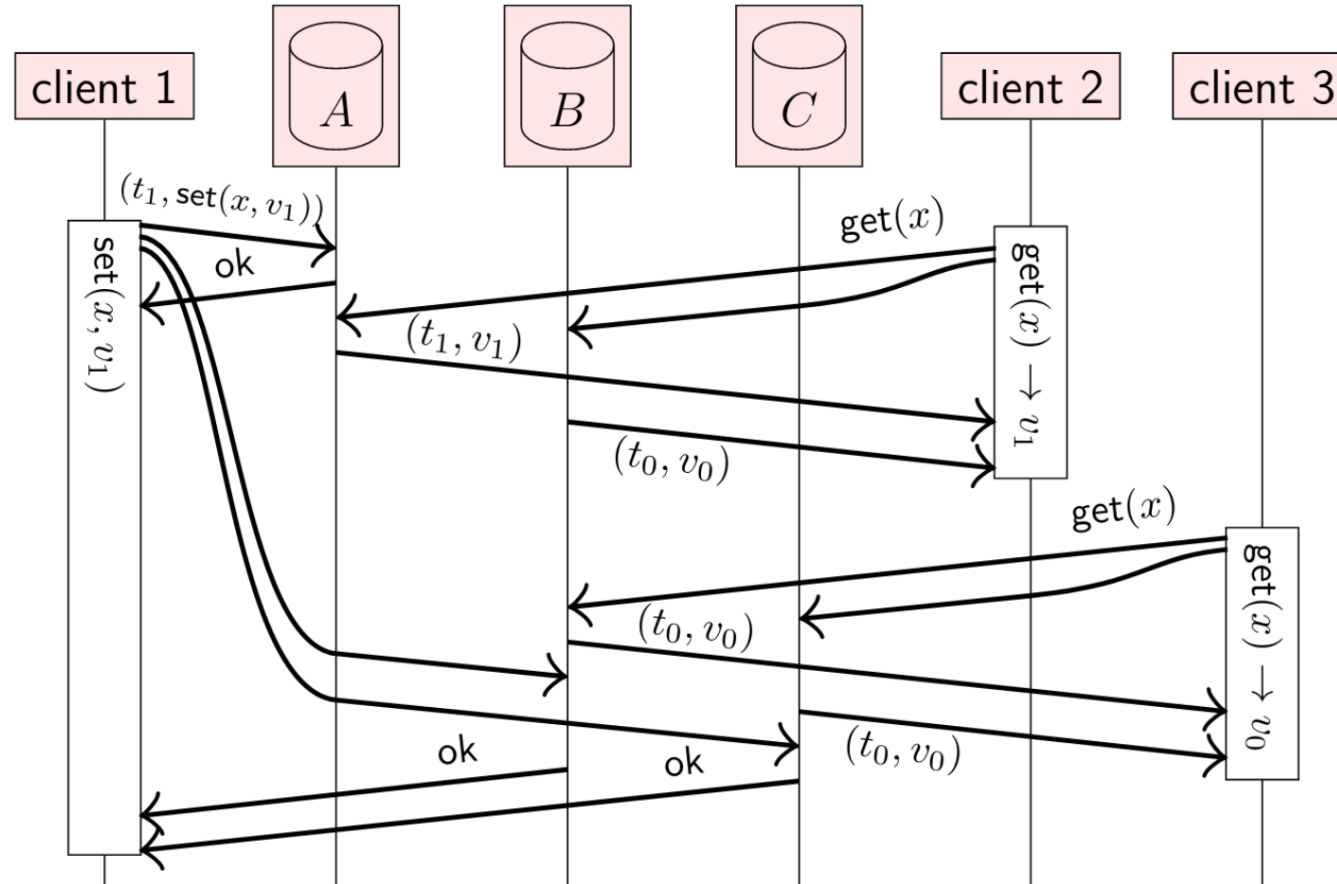 client 1
A
B
C
client 2
client 3
(t₁, set(x, v₁))
ok
set(x, v₁)
get(x)
get(x) → v₁
(t₁, v₁)
(t₀, v₀)
get(x)
get(x) → v₀
(t₀, v₀)
(t₀, v₀)
ok
ok